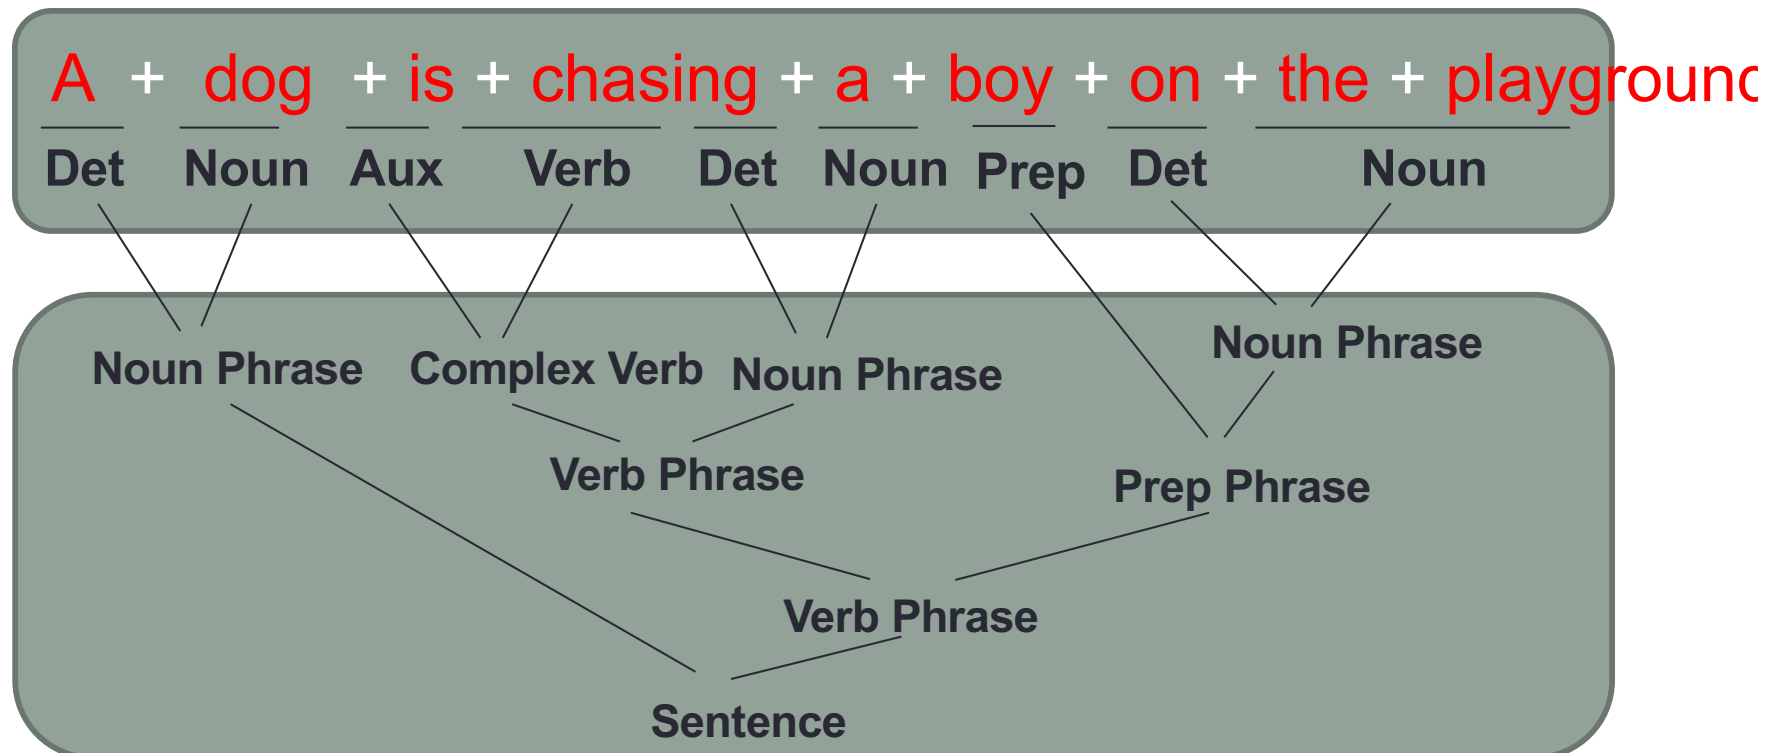 A + dog + is + chasing + a + boy + on + the + playground
Det Noun Aux Verb Det Noun Prep Det Noun
Noun Phrase Complex Verb Noun Phrase Noun Phrase
Verb Phrase Prep Phrase
Verb Phrase
Sentence